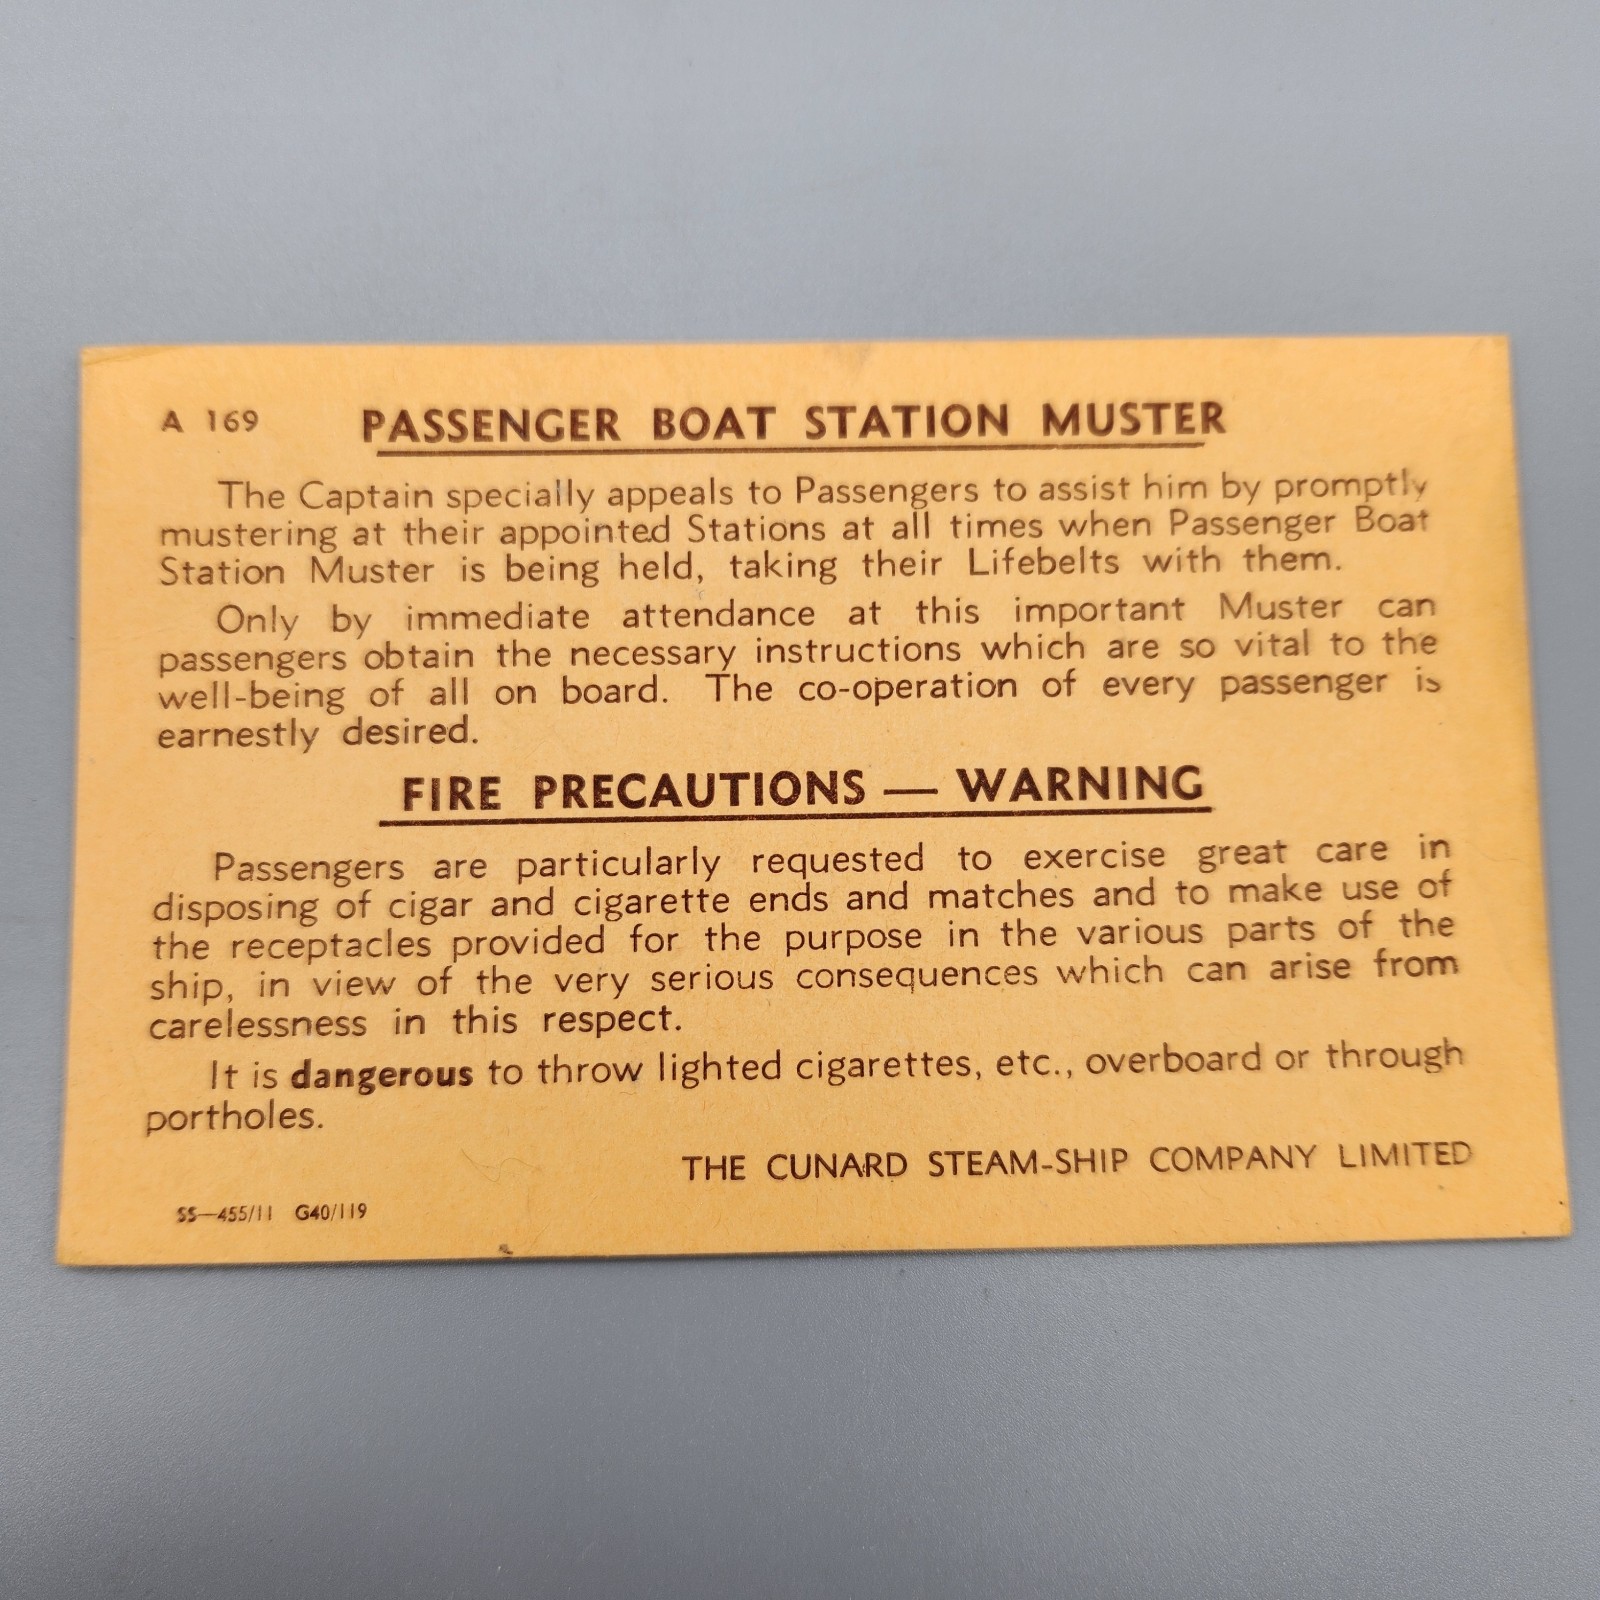 A 169 PASSENGER BOAT STATION MUSTER
The Captain specially appeals to Passengers to assist him by promptly
mustering at their appointed Stations at all times when Passenger Boat
Station Muster is being held, taking their Lifebelts with them.
Only by immediate attendance at this important Muster can
passengers obtain the necessary instructions which are so vital to the
well-being of all on board. The co-operation of every passenger is
earnestly desired.
FIRE PRECAUTIONS — WARNING
Passengers are particularly requested to exercise great care in
disposing of cigar and cigarette ends and matches and to make use of
the receptacles provided for the purpose in the various parts of the
ship, in view of the very serious consequences which can arise from
carelessness in this respect.
It is dangerous to throw lighted cigarettes, etc., overboard or through
portholes.
THE CUNARD STEAM-SHIP COMPANY LIMITED
SS—455/11 G40/119